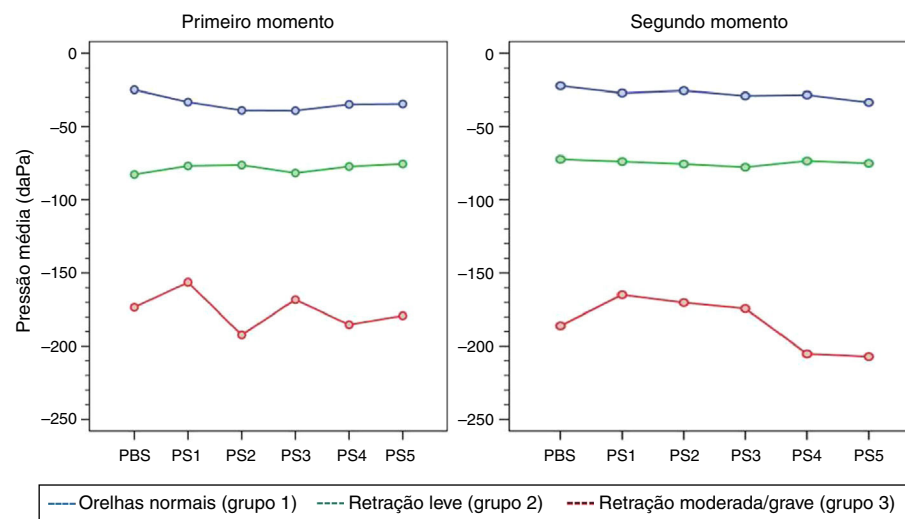 Primeiro momento
Segundo momento
Pressão média (daPa)
0
–50
–100
–150
–200
–250
0
–50
–100
–150
–200
–250
PBS PS1 PS2 PS3 PS4 PS5
PBS PS1 PS2 PS3 PS4 PS5
Orelhas normais (grupo 1) Retração leve (grupo 2) Retração moderada/grave (grupo 3)